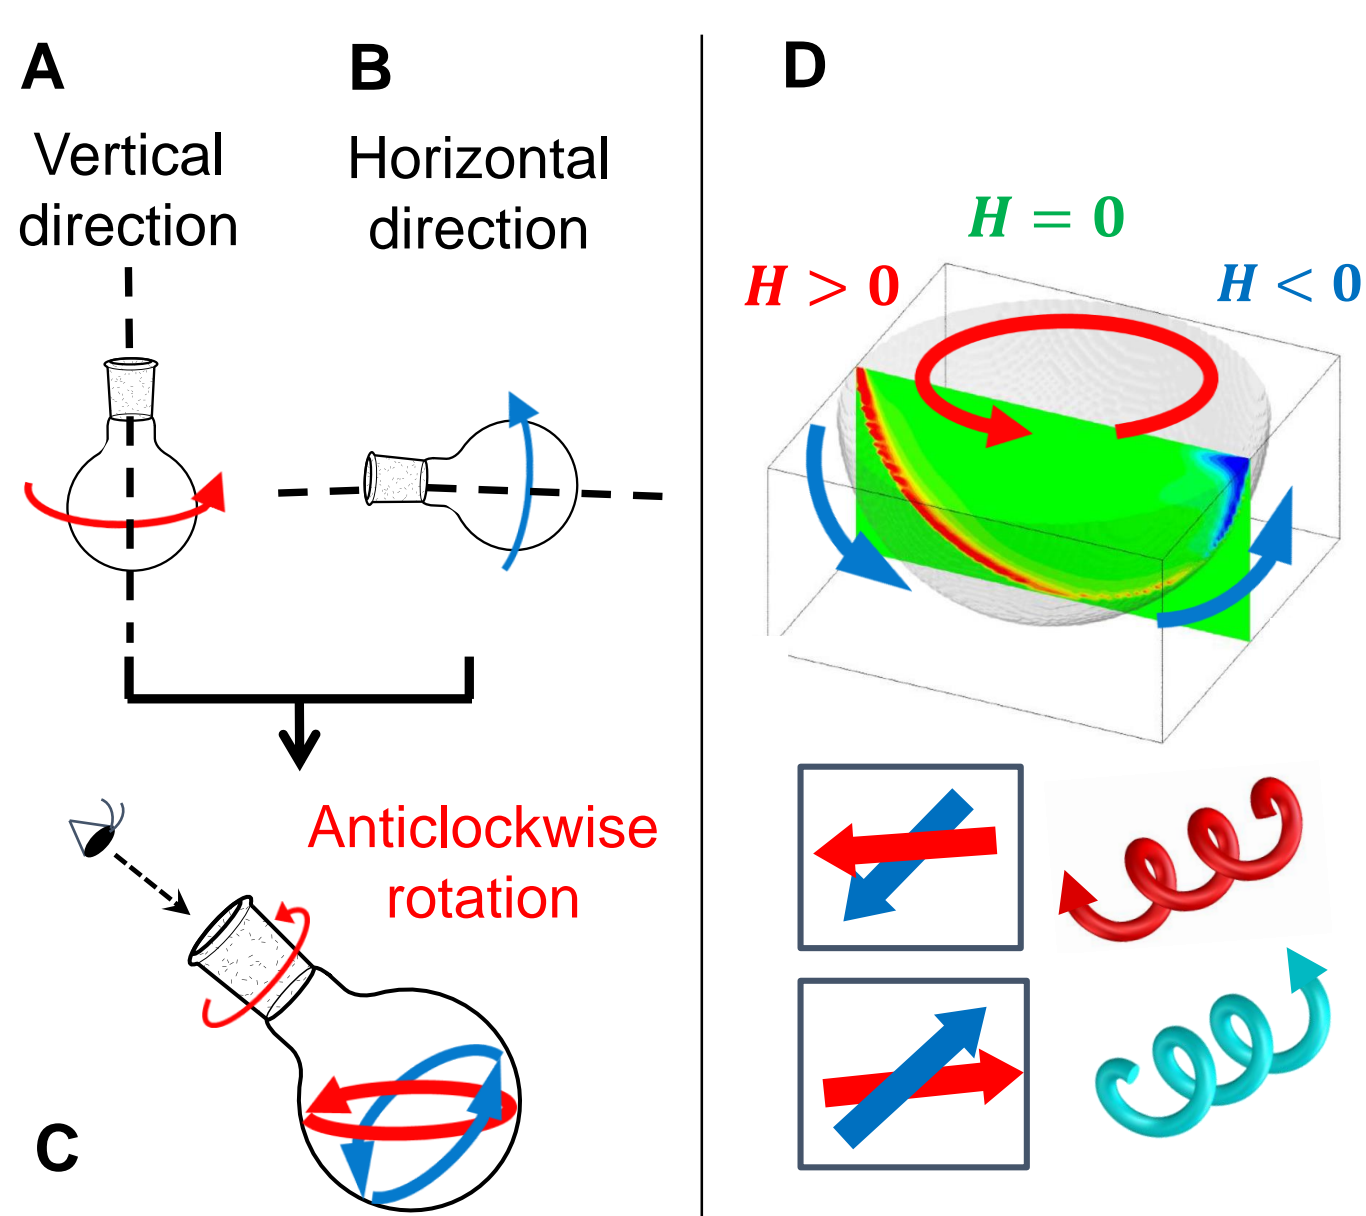 A
Vertical
direction
B
Horizontal
direction
Anticlockwise
rotation
C
D
H = 0
H > 0
H < 0